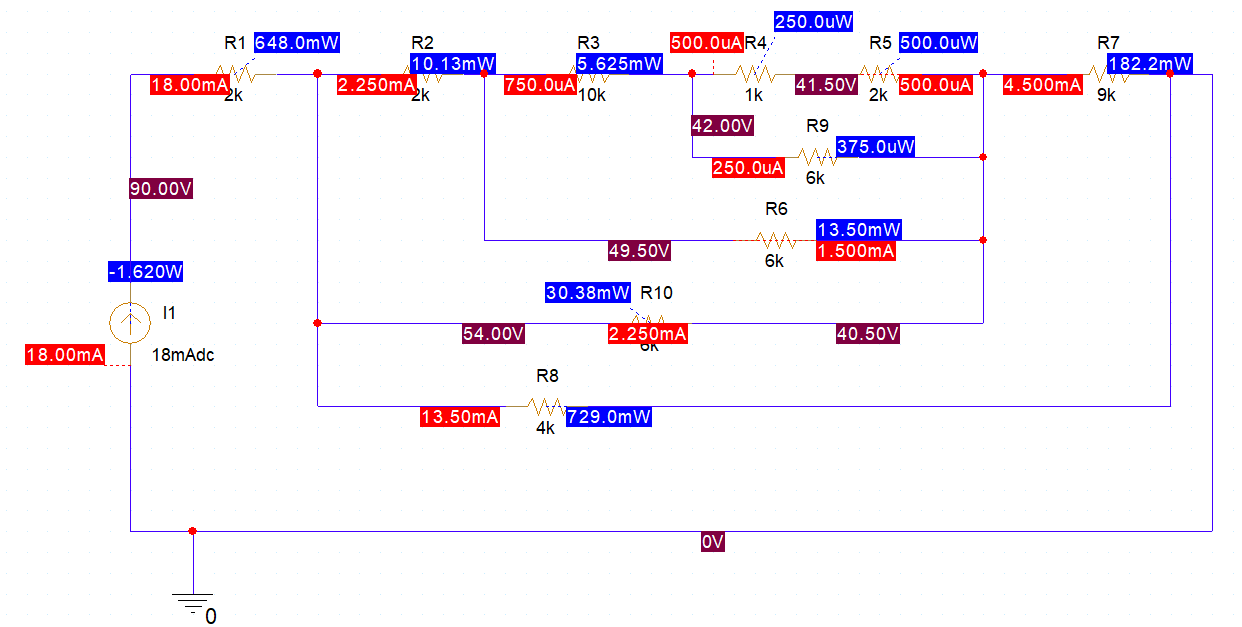 250.0uW
R1
648.0mW
R2
10.13mW
R3
5.625mW
500.0uA
R4
R5
500.0uW
R7
182.2mW
18.00mA
2k
2.250mA
2k
750.0uA
10k
1k
41.50V
2k
500.0uA
4.500mA
9k
42.00V
R9
375.0uW
250.0uA
6k
90.00V
R6
13.50mW
49.50V
6k
1.500mA
-1.620W
30.38mW
R10
I1
54.00V
2.250mA
40.50V
6k
18.00mA
18mAdc
R8
13.50mA
729.0mW
4k
0V
0